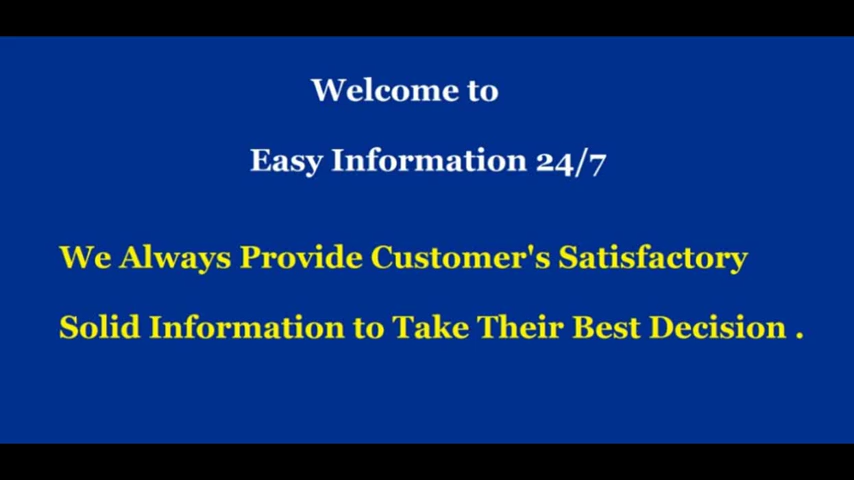 Welcome to
Easy Information 24/7
We Always Provide Customer's Satisfactory
Solid Information to Take Their Best Decision .